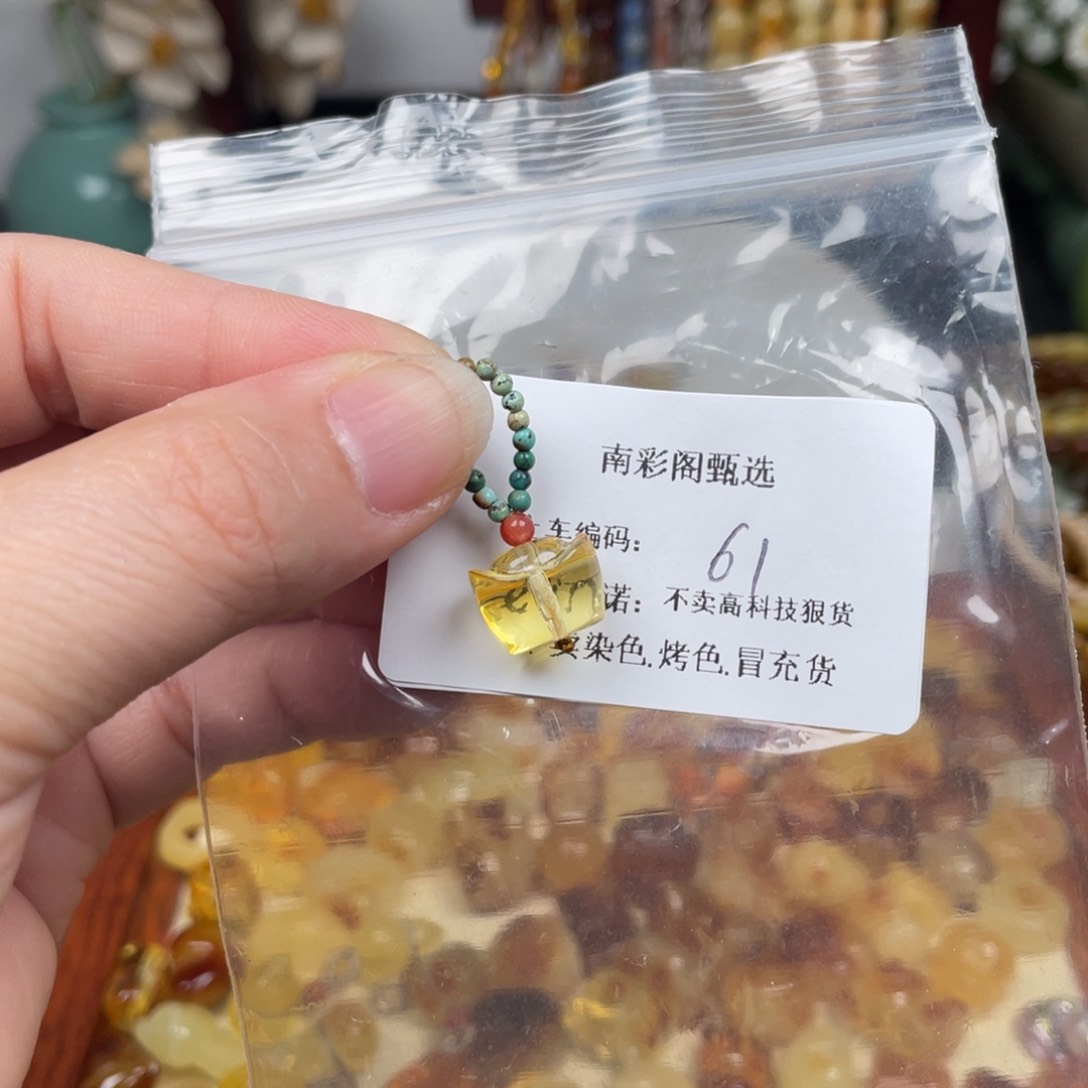 南彩阁甄选
车编码: 61
诺: 不卖高科技狠货
卖染色.烤色.冒充货